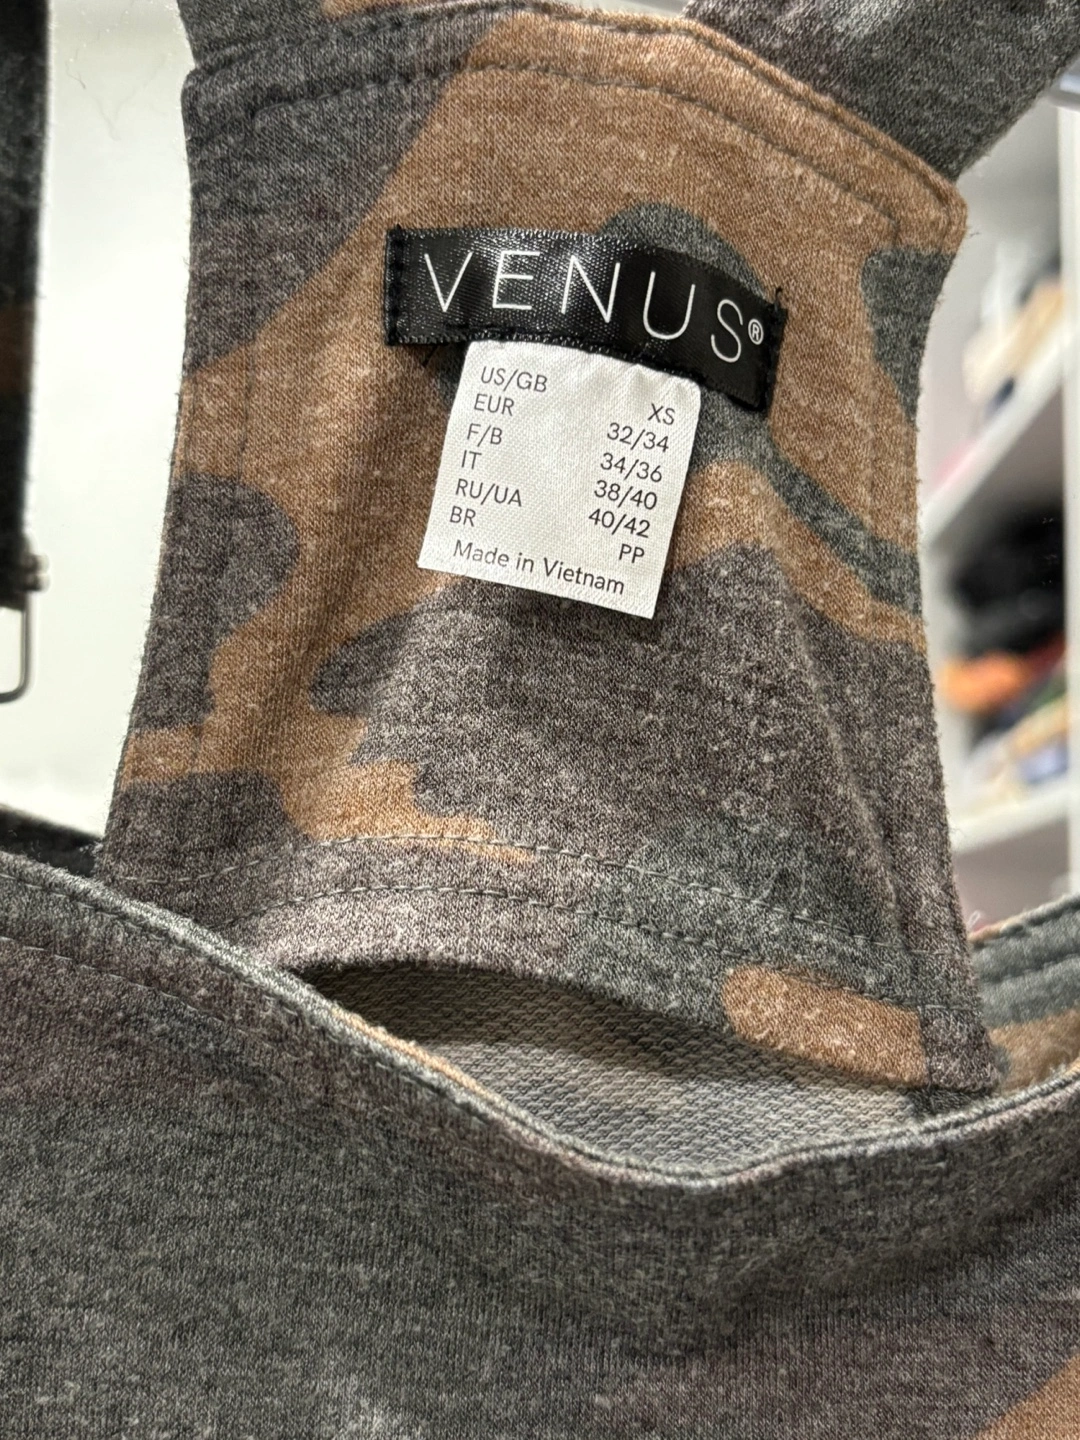 VENUS®
US/GB XS
EUR 32/34
F/B 34/36
IT 38/40
RU/UA 40/42
BR PP
Made in Vietnam